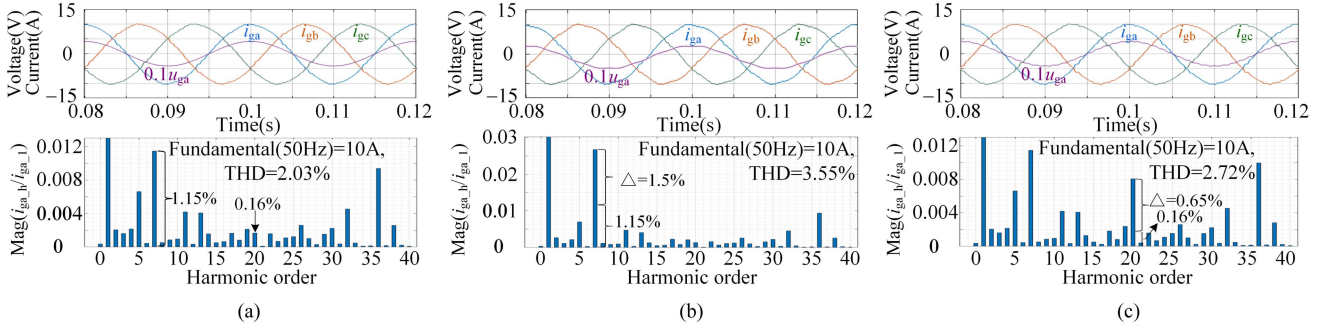 Voltage(V)
Current(A)
15
0
−15
i_ga
i_gb
i_gc
0.1u_ga
0.08 0.09 0.1 0.11 0.12
Time(s)
Mag(i_ga_h/i_ga_1)
0.012
0.008
0.004
0
Fundamental(50Hz)=10A,
THD=2.03%
1.15%
0.16%
0 5 10 15 20 25 30 35 40
Harmonic order
(a)
Voltage(V)
Current(A)
15
0
−15
i_ga
i_gb
i_gc
0.1u_ga
0.08 0.09 0.1 0.11 0.12
Time(s)
Mag(i_ga_h/i_ga_1)
0.03
0.02
0.01
0
Fundamental(50Hz)=10A,
THD=3.55%
△=1.5%
1.15%
0 5 10 15 20 25 30 35 40
Harmonic order
(b)
Voltage(V)
Current(A)
15
0
−15
i_ga
i_gb
i_gc
0.1u_ga
0.08 0.09 0.1 0.11 0.12
Time(s)
Mag(i_ga_h/i_ga_1)
0.012
0.008
0.004
0
Fundamental(50Hz)=10A,
THD=2.72%
△=0.65%
0.16%
0 5 10 15 20 25 30 35 40
Harmonic order
(c)